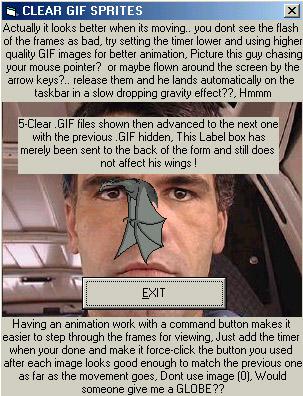 CLEAR GIF SPRITES
Actually it looks better when its moving.. you dont see the flash
of the frames as bad, try setting the timer lower and using higher
quality GIF images for better animation, Picture this guy chasing
your mouse pointer?  or maybe flown around the screen by the
arrow keys?.. release them and he lands automatically on the
taskbar in a slow dropping gravity effect??, Hmmm
5-Clear .GIF files shown then advanced to the next one
with the previous .GIF hidden, This Label box has
merely been sent to the back of the form and still does
not affect his wings !
EXIT
Having an animation work with a command button makes it
easier to step through the frames for viewing, Just add the timer
when your done and make it force-click the button you used
after each image looks good enough to match the previous one
as far as the movement goes, Dont use image (0), Would
someone give me a GLOBE??